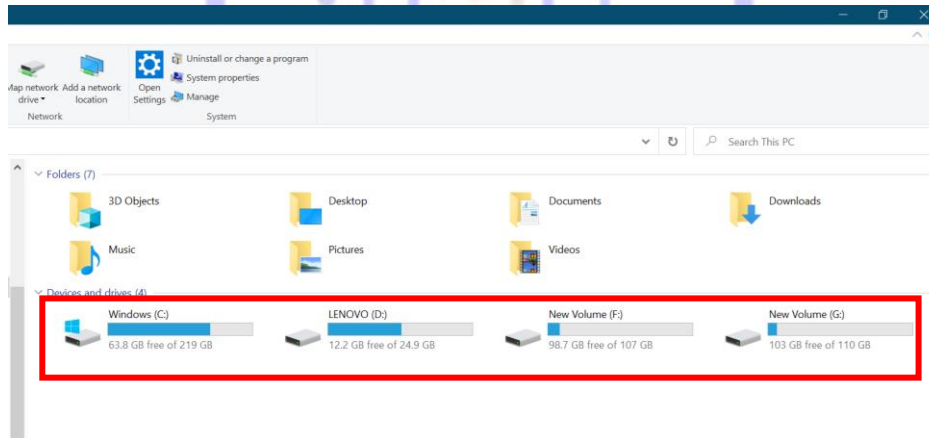 Uninstall or change a program
System properties
Manage
Map network drive
Add a network location
Open Settings
Network
System
Search This PC
Folders (7)
3D Objects
Desktop
Documents
Downloads
Music
Pictures
Videos
Devices and drives (4)
Windows (C:)
LENOVO (D:)
New Volume (F:)
New Volume (G:)
63.8 GB free of 219 GB
12.2 GB free of 24.9 GB
98.7 GB free of 107 GB
103 GB free of 110 GB